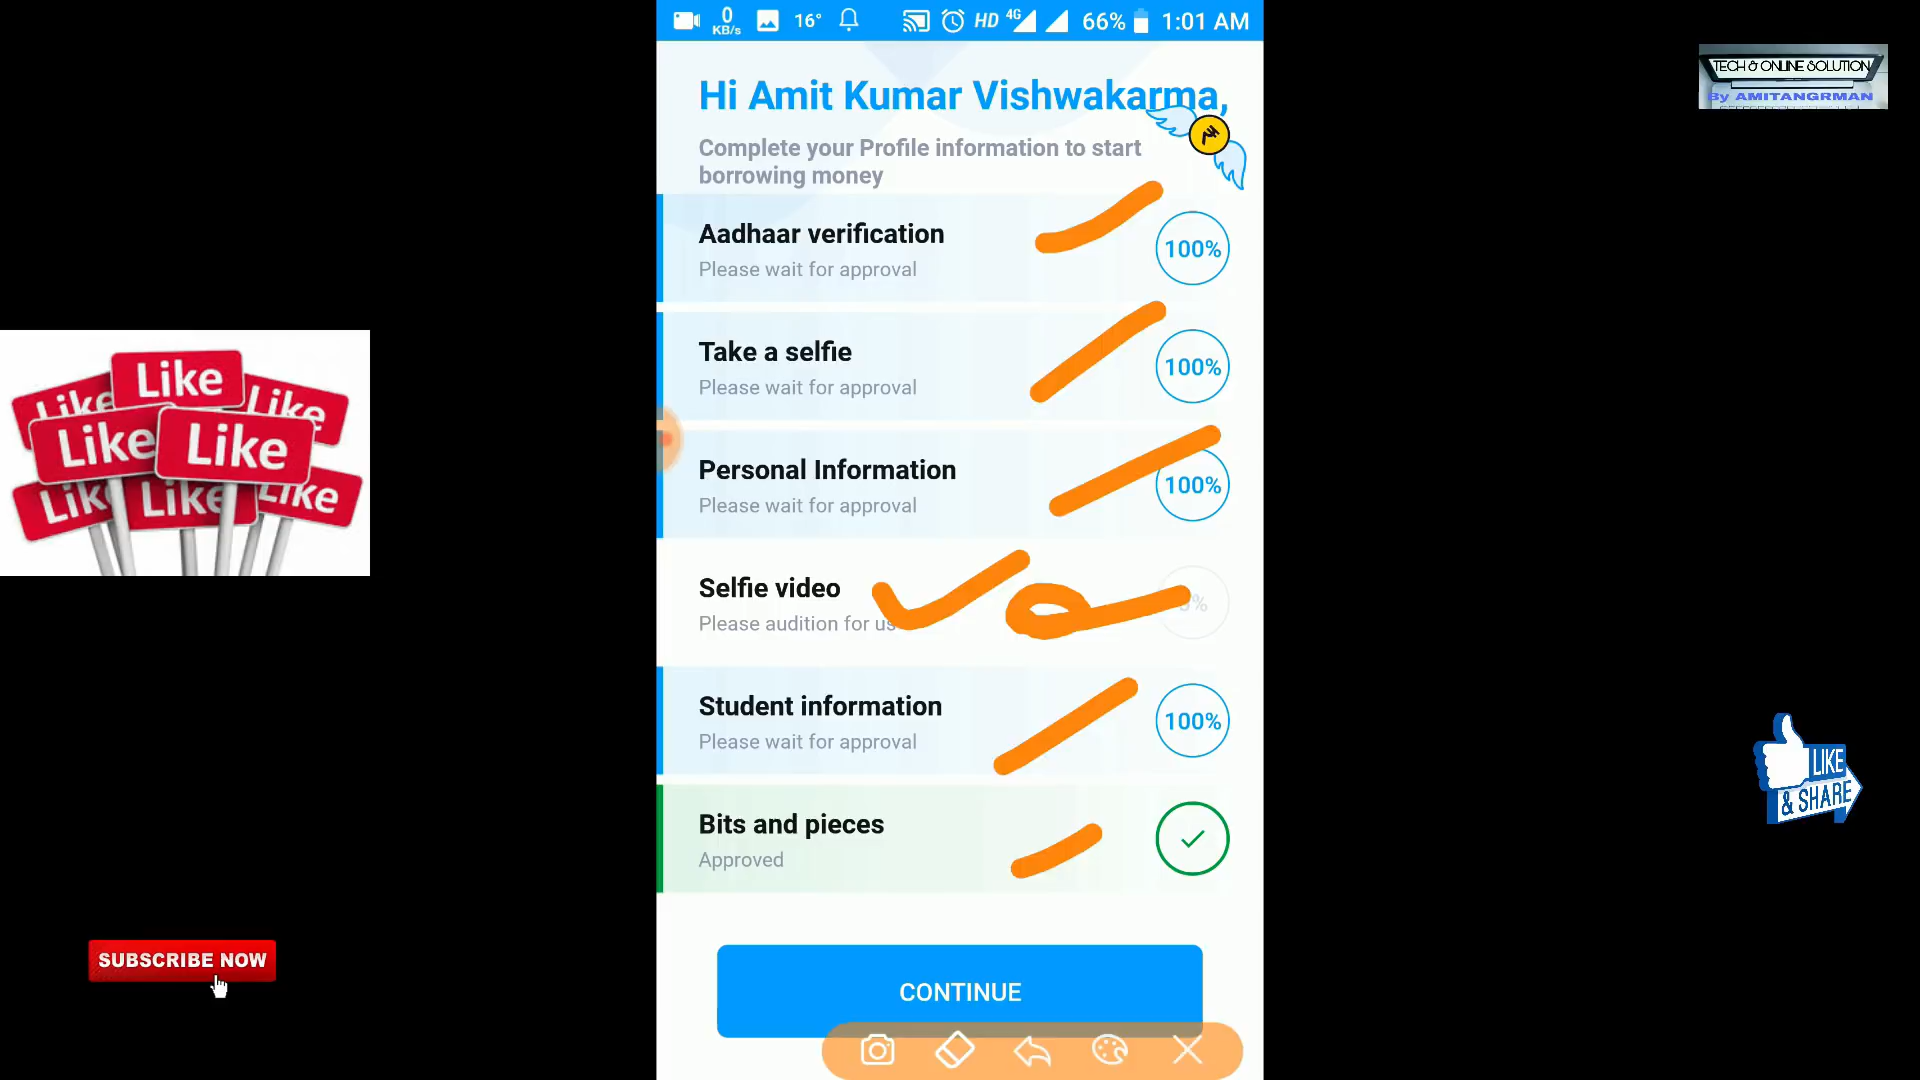 0
KB/s
16°
HD
4G
66%
1:01 AM
TECH & ONLINE SOLUTION
By AMITANGRMAN
Hi Amit Kumar Vishwakarma,
Complete your Profile information to start
borrowing money
Aadhaar verification
Please wait for approval
100%
Take a selfie
Please wait for approval
100%
Personal Information
Please wait for approval
100%
Selfie video
Please audition for us
%
Student information
Please wait for approval
100%
Bits and pieces
Approved
CONTINUE
Like
Like
Like
Like
Like
Like
Like
Like
SUBSCRIBE NOW
LIKE
& SHARE